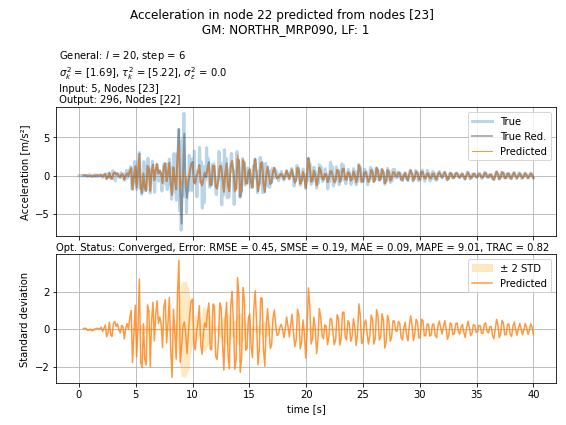 Acceleration in node 22 predicted from nodes [23]
GM: NORTHR_MRP090, LF: 1
General: l = 20, step = 6
σ²ₖ = [1.69], τ²ₖ = [5.22], σ²ε = 0.0
Input: 5, Nodes [23]
Output: 296, Nodes [22]
True
True Red.
Predicted
Acceleration [m/s²]
5
0
−5
Opt. Status: Converged, Error: RMSE = 0.45, SMSE = 0.19, MAE = 0.09, MAPE = 9.01, TRAC = 0.82
± 2 STD
Predicted
Standard deviation
2
0
−2
0 5 10 15 20 25 30 35 40
time [s]